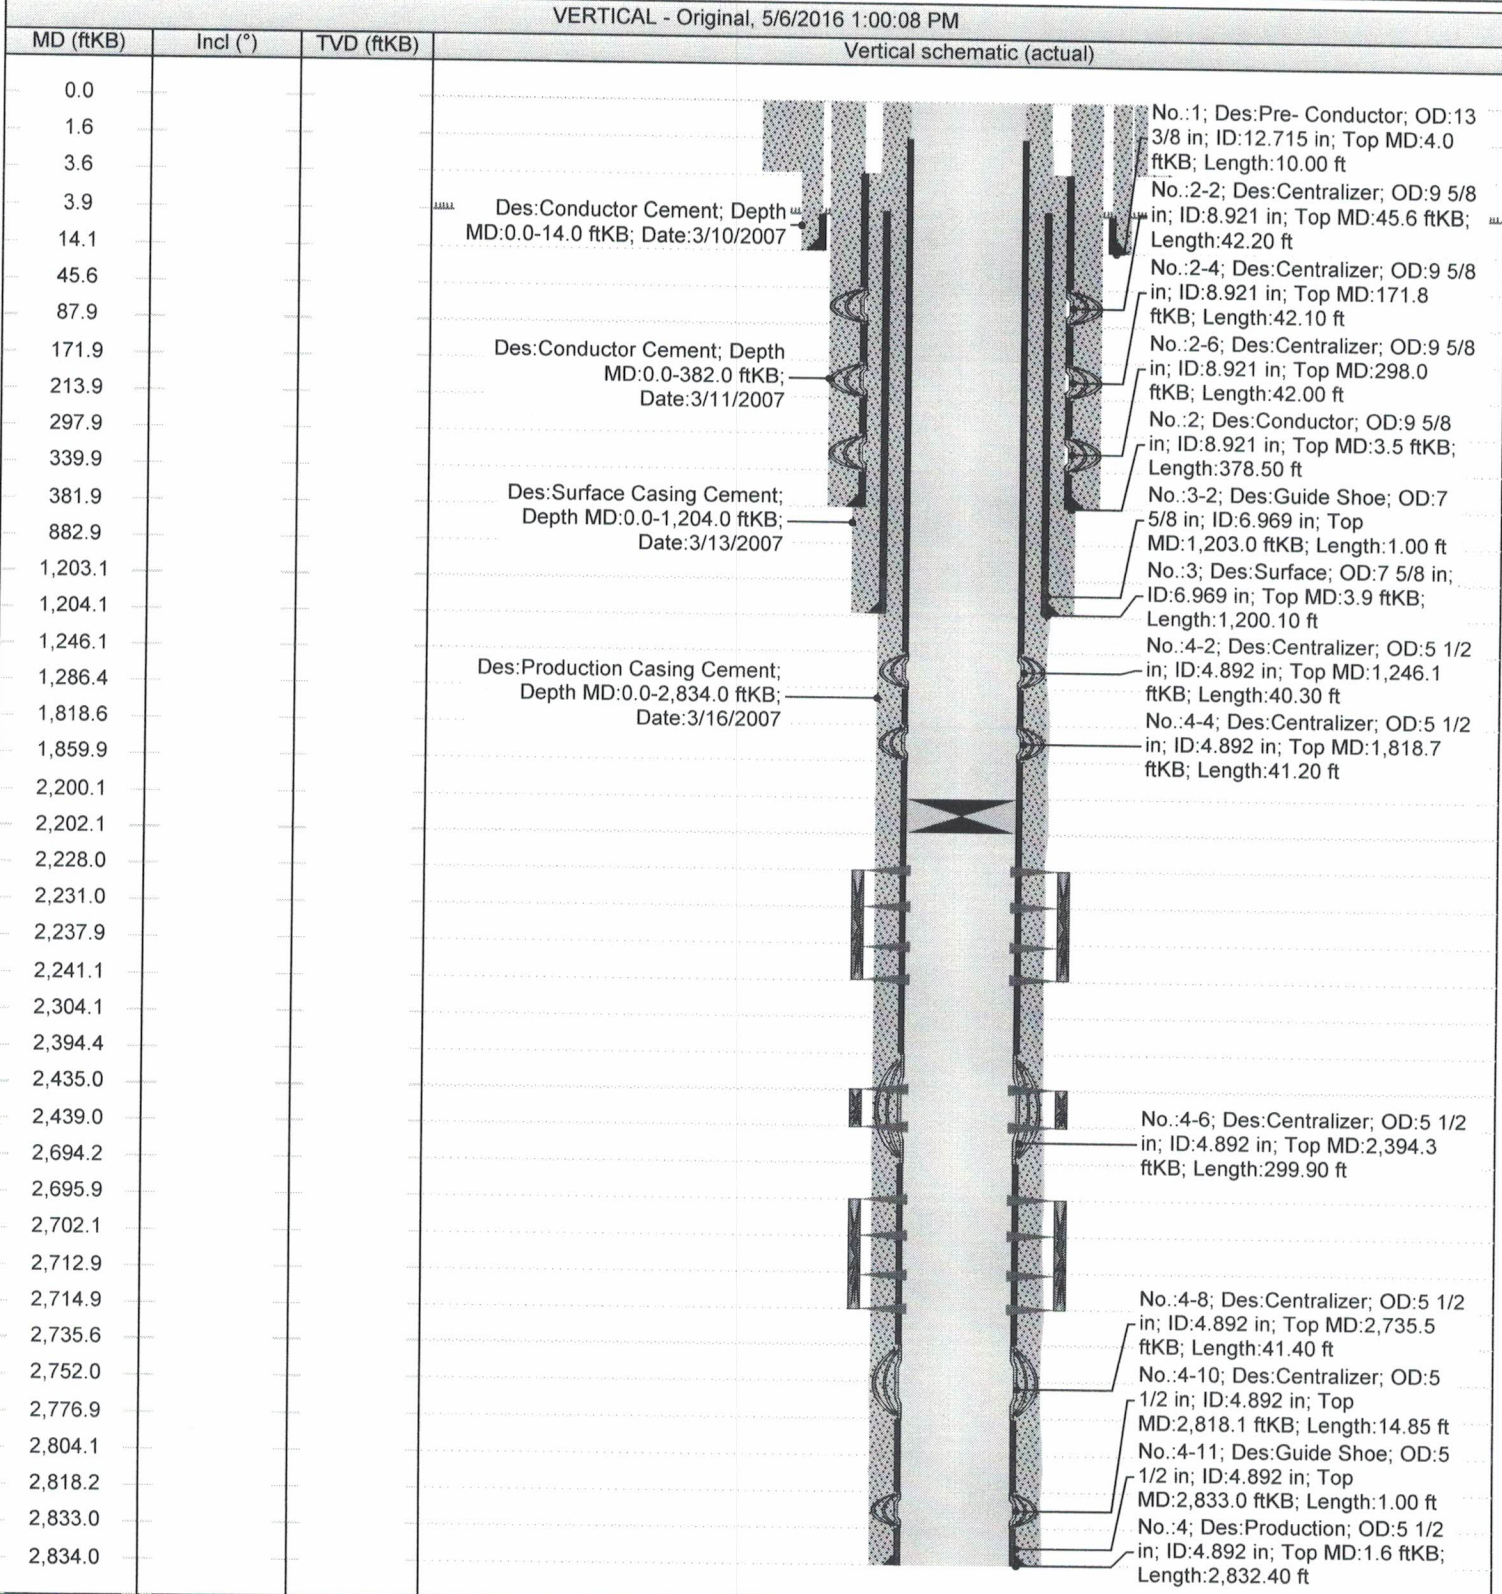 VERTICAL - Original, 5/6/2016 1:00:08 PM
MD (ftKB)
Incl (°)
TVD (ftKB)
Vertical schematic (actual)
0.0
1.6
3.6
3.9
14.1
45.6
87.9
171.9
213.9
297.9
339.9
381.9
882.9
1,203.1
1,204.1
1,246.1
1,286.4
1,818.6
1,859.9
2,200.1
2,202.1
2,228.0
2,231.0
2,237.9
2,241.1
2,304.1
2,394.4
2,435.0
2,439.0
2,694.2
2,695.9
2,702.1
2,712.9
2,714.9
2,735.6
2,752.0
2,776.9
2,804.1
2,818.2
2,833.0
2,834.0
Des:Conductor Cement; Depth
MD:0.0-14.0 ftKB; Date:3/10/2007
Des:Conductor Cement; Depth
MD:0.0-382.0 ftKB;
Date:3/11/2007
Des:Surface Casing Cement;
Depth MD:0.0-1,204.0 ftKB;
Date:3/13/2007
Des:Production Casing Cement;
Depth MD:0.0-2,834.0 ftKB;
Date:3/16/2007
No.:1; Des:Pre- Conductor; OD:13
3/8 in; ID:12.715 in; Top MD:4.0
ftKB; Length:10.00 ft
No.:2-2; Des:Centralizer; OD:9 5/8
in; ID:8.921 in; Top MD:45.6 ftKB;
Length:42.20 ft
No.:2-4; Des:Centralizer; OD:9 5/8
in; ID:8.921 in; Top MD:171.8
ftKB; Length:42.10 ft
No.:2-6; Des:Centralizer; OD:9 5/8
in; ID:8.921 in; Top MD:298.0
ftKB; Length:42.00 ft
No.:2; Des:Conductor; OD:9 5/8
in; ID:8.921 in; Top MD:3.5 ftKB;
Length:378.50 ft
No.:3-2; Des:Guide Shoe; OD:7
5/8 in; ID:6.969 in; Top
MD:1,203.0 ftKB; Length:1.00 ft
No.:3; Des:Surface; OD:7 5/8 in;
ID:6.969 in; Top MD:3.9 ftKB;
Length:1,200.10 ft
No.:4-2; Des:Centralizer; OD:5 1/2
in; ID:4.892 in; Top MD:1,246.1
ftKB; Length:40.30 ft
No.:4-4; Des:Centralizer; OD:5 1/2
in; ID:4.892 in; Top MD:1,818.7
ftKB; Length:41.20 ft
No.:4-6; Des:Centralizer; OD:5 1/2
in; ID:4.892 in; Top MD:2,394.3
ftKB; Length:299.90 ft
No.:4-8; Des:Centralizer; OD:5 1/2
in; ID:4.892 in; Top MD:2,735.5
ftKB; Length:41.40 ft
No.:4-10; Des:Centralizer; OD:5
1/2 in; ID:4.892 in; Top
MD:2,818.1 ftKB; Length:14.85 ft
No.:4-11; Des:Guide Shoe; OD:5
1/2 in; ID:4.892 in; Top
MD:2,833.0 ftKB; Length:1.00 ft
No.:4; Des:Production; OD:5 1/2
in; ID:4.892 in; Top MD:1.6 ftKB;
Length:2,832.40 ft